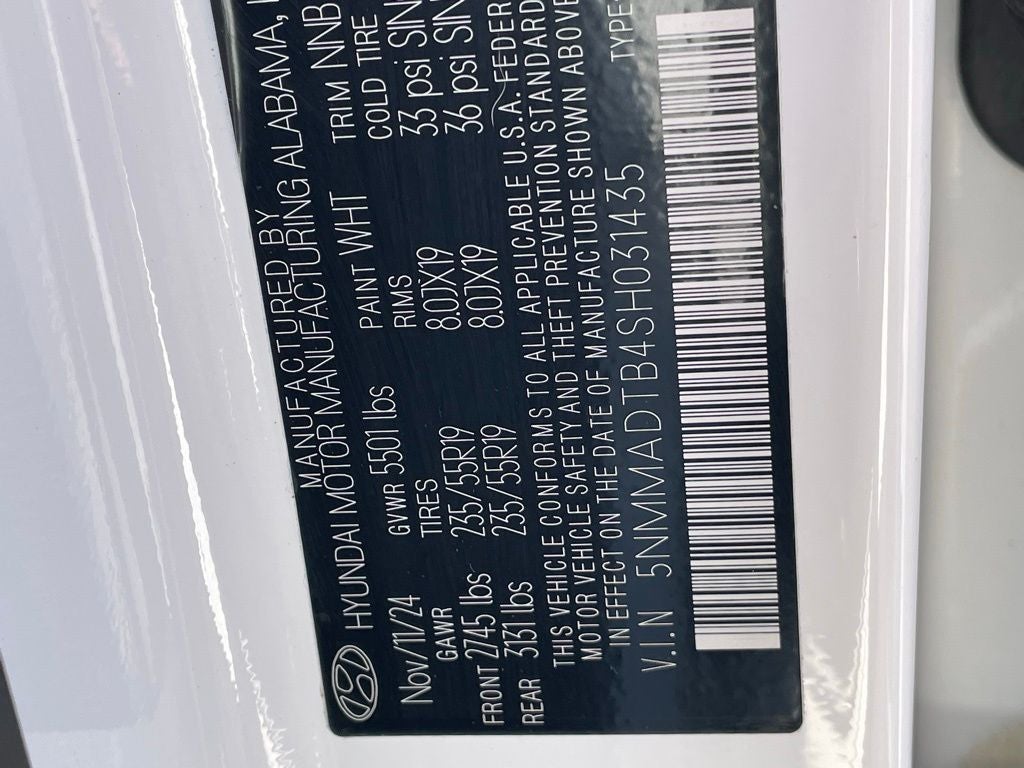 MANUFACTURED BY
HYUNDAI MOTOR MANUFACTURING ALABAMA,
Nov/11/24 GVWR 5501 lbs PAINT WHT TRIM NNB
GAWR TIRES RIMS COLD TIRE
FRONT 2745 lbs 235/55R19 8.0JX19 33 psi SIN
REAR 3131 lbs 235/55R19 8.0JX19 36 psi SIN
THIS VEHICLE CONFORMS TO ALL APPLICABLE U.S.A. FEDER
MOTOR VEHICLE SAFETY AND THEFT PREVENTION STANDARD
IN EFFECT ON THE DATE OF MANUFACTURE SHOWN ABOVE
V.I.N 5NMMADTB4SH031435 TYPE